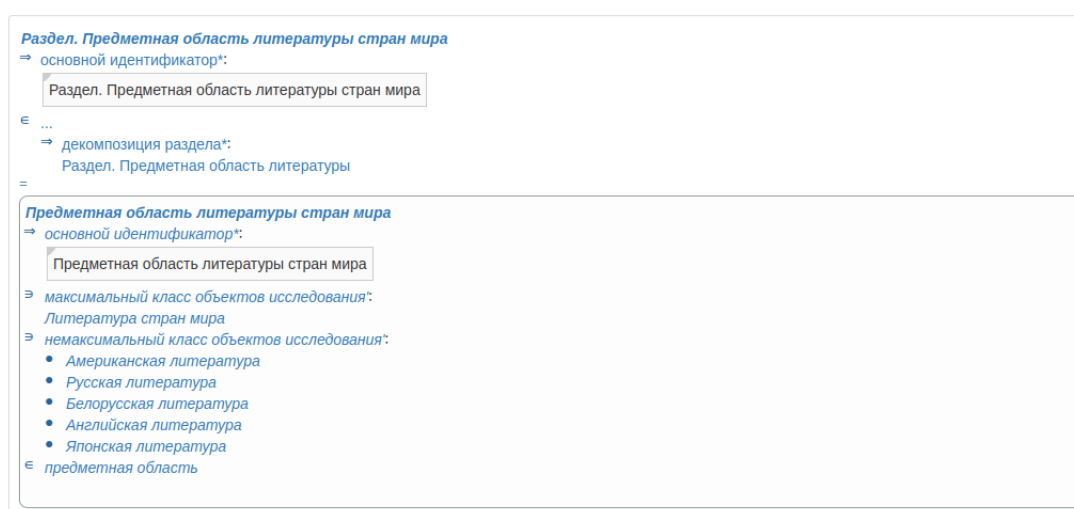 Раздел. Предметная область литературы стран мира
⇒ основной идентификатор*:
Раздел. Предметная область литературы стран мира
∈ ...
⇒ декомпозиция раздела*:
Раздел. Предметная область литературы
=
Предметная область литературы стран мира
⇒ основной идентификатор*:
Предметная область литературы стран мира
∋ максимальный класс объектов исследования':
Литература стран мира
∋ немаксимальный класс объектов исследования':
• Американская литература
• Русская литература
• Белорусская литература
• Английская литература
• Японская литература
∈ предметная область